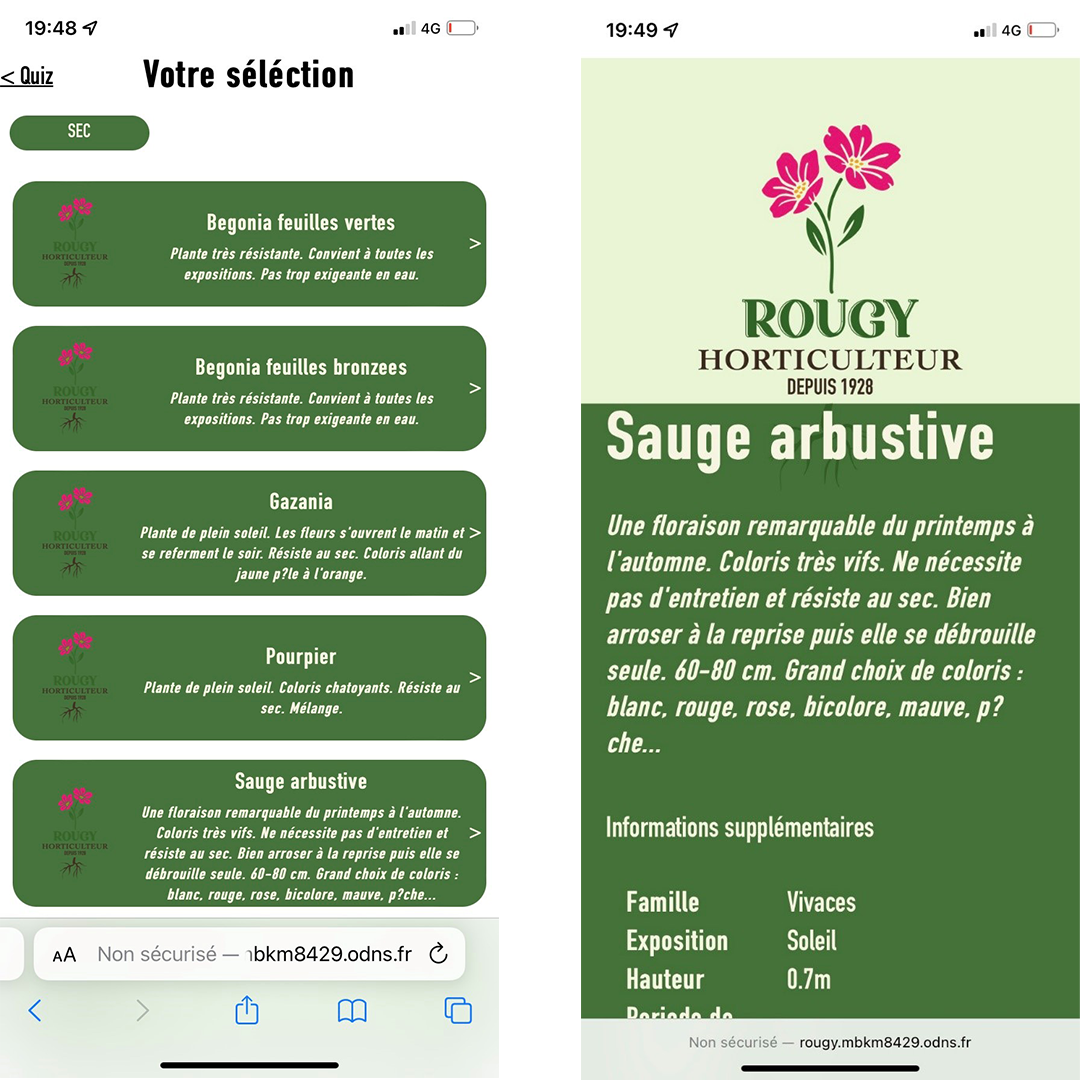 19:48
4G
< Quiz
Votre séléction
SEC
ROUGY
HORTICULTEUR
DEPUIS 1928
Begonia feuilles vertes
Plante très résistante. Convient à toutes les
expositions. Pas trop exigeante en eau.
>
ROUGY
HORTICULTEUR
DEPUIS 1928
Begonia feuilles bronzees
Plante très résistante. Convient à toutes les
expositions. Pas trop exigeante en eau.
>
ROUGY
HORTICULTEUR
DEPUIS 1928
Gazania
Plante de plein soleil. Les fleurs s'ouvrent le matin et
se referment le soir. Résiste au sec. Coloris allant du
jaune p?le à l'orange.
>
ROUGY
HORTICULTEUR
DEPUIS 1928
Pourpier
Plante de plein soleil. Coloris chatoyants. Résiste au
sec. Mélange.
>
ROUGY
HORTICULTEUR
DEPUIS 1928
Sauge arbustive
Une floraison remarquable du printemps à l'automne.
Coloris très vifs. Ne nécessite pas d'entretien et
résiste au sec. Bien arroser à la reprise puis elle se
débrouille seule. 60-80 cm. Grand choix de coloris :
blanc, rouge, rose, bicolore, mauve, p?che...
>
AA Non sécurisé — mbkm8429.odns.fr
19:49
4G
ROUGY
HORTICULTEUR
DEPUIS 1928
Sauge arbustive
Une floraison remarquable du printemps à
l'automne. Coloris très vifs. Ne nécessite
pas d'entretien et résiste au sec. Bien
arroser à la reprise puis elle se débrouille
seule. 60-80 cm. Grand choix de coloris :
blanc, rouge, rose, bicolore, mauve, p?
che...
Informations supplémentaires
Famille Vivaces
Exposition Soleil
Hauteur 0.7m
Periode de
Non sécurisé — rougy.mbkm8429.odns.fr